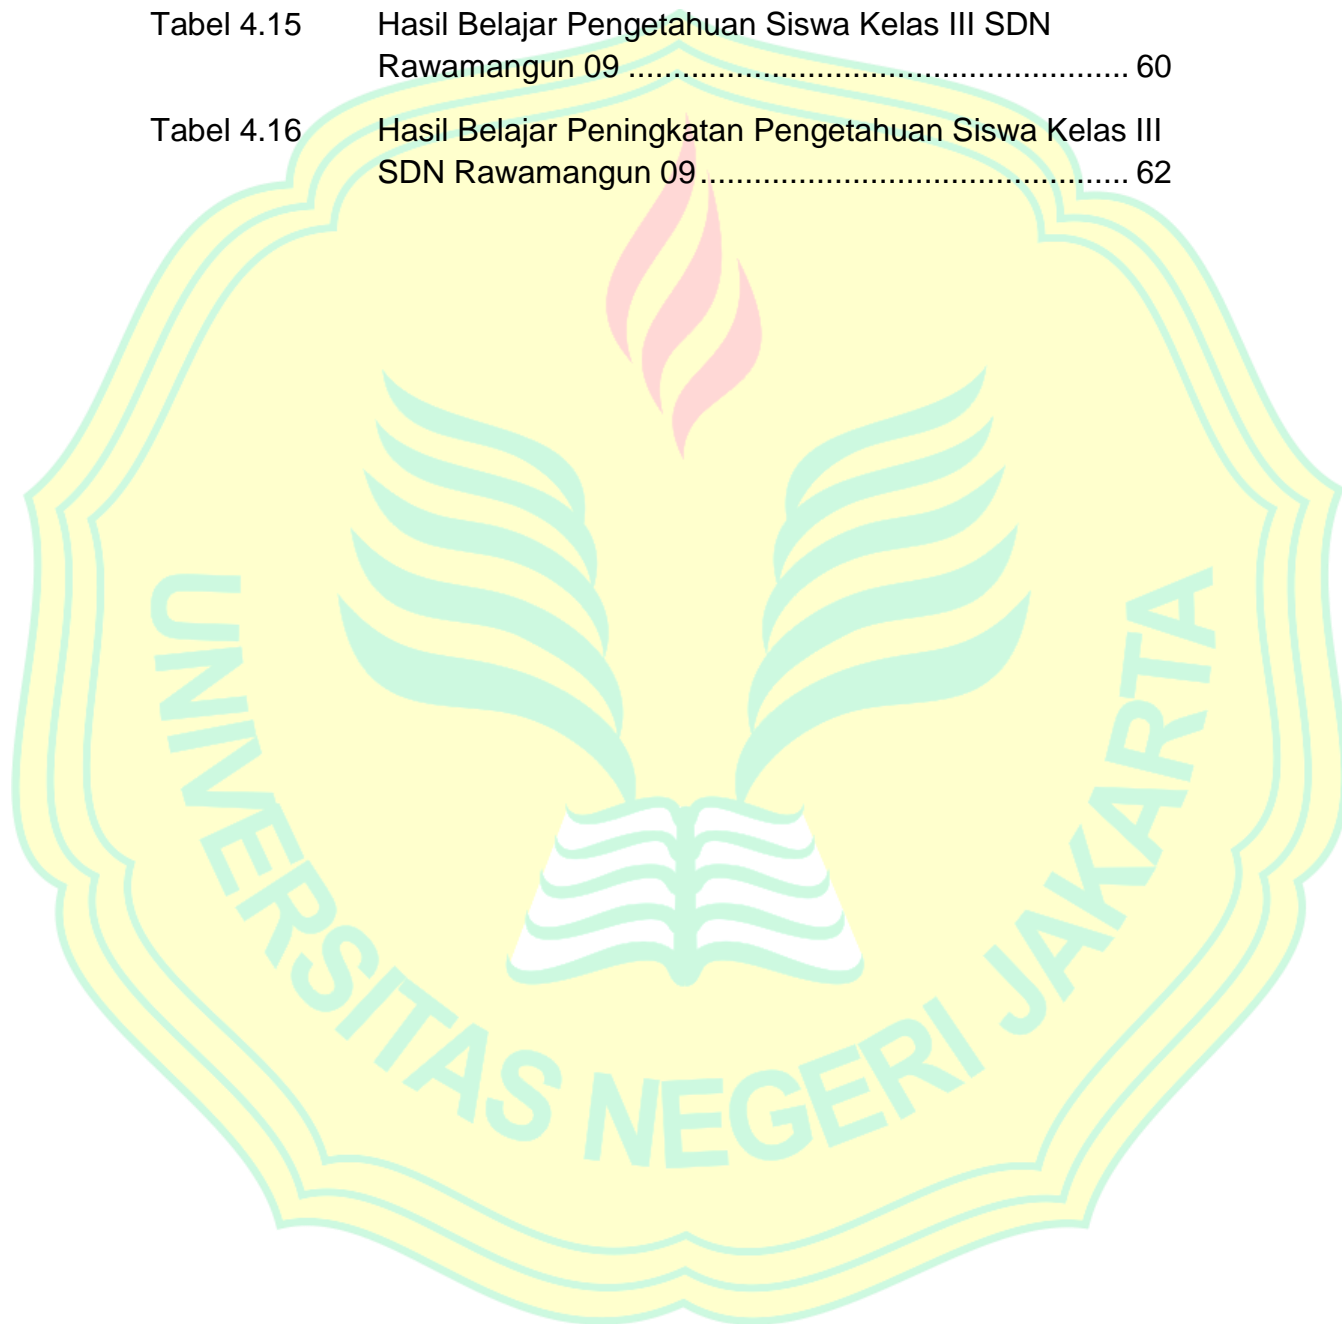 Tabel 4.15 Hasil Belajar Pengetahuan Siswa Kelas III SDN
Rawamangun 09 ........................................................ 60
Tabel 4.16 Hasil Belajar Peningkatan Pengetahuan Siswa Kelas III
SDN Rawamangun 09................................................ 62
UNIVERSITAS NEGERI JAKARTA